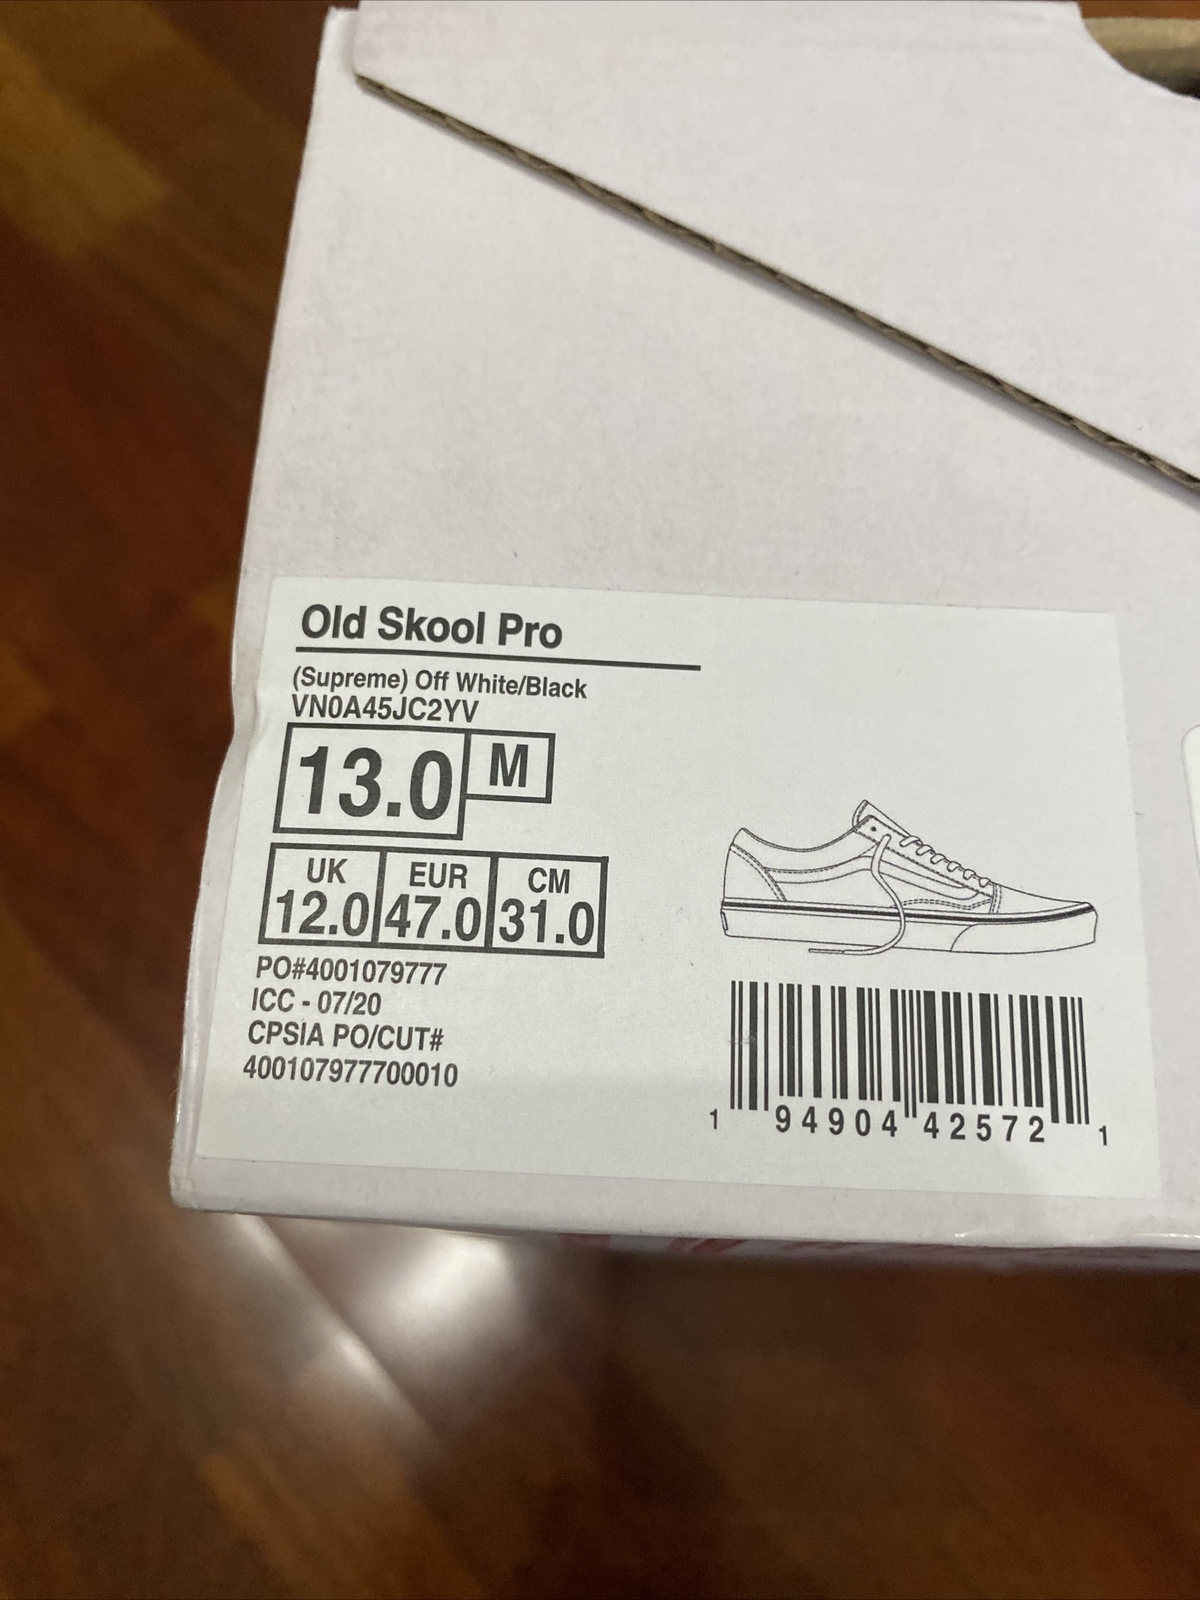 Old Skool Pro
(Supreme) Off White/Black
VN0A45JC2YV
13.0 M
UK EUR CM
12.0 47.0 31.0
PO#4001079777
ICC - 07/20
CPSIA PO/CUT#
400107977700010
1 94904 42572 1